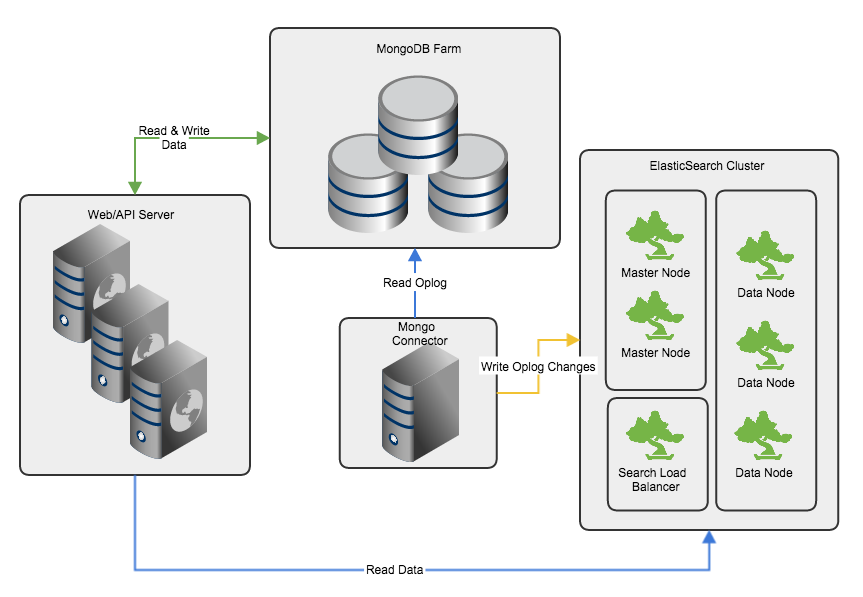 MongoDB Farm
Read & Write
Data
ElasticSearch Cluster
Web/API Server
Master Node
Data Node
Read Oplog
Mongo
Connector
Master Node
Write Oplog Changes
Data Node
Search Load
Balancer
Data Node
Read Data